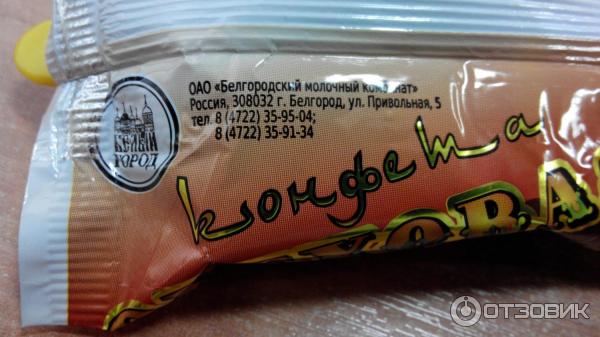 ОАО «Белгородский молочный комбинат»
Россия, 308032 г. Белгород, ул. Привольная, 5
тел. 8 (4722) 35-95-04;
8 (4722) 35-91-34
БЕЛЫЙ
ГОРОД
конфета
ОТЗОВИК